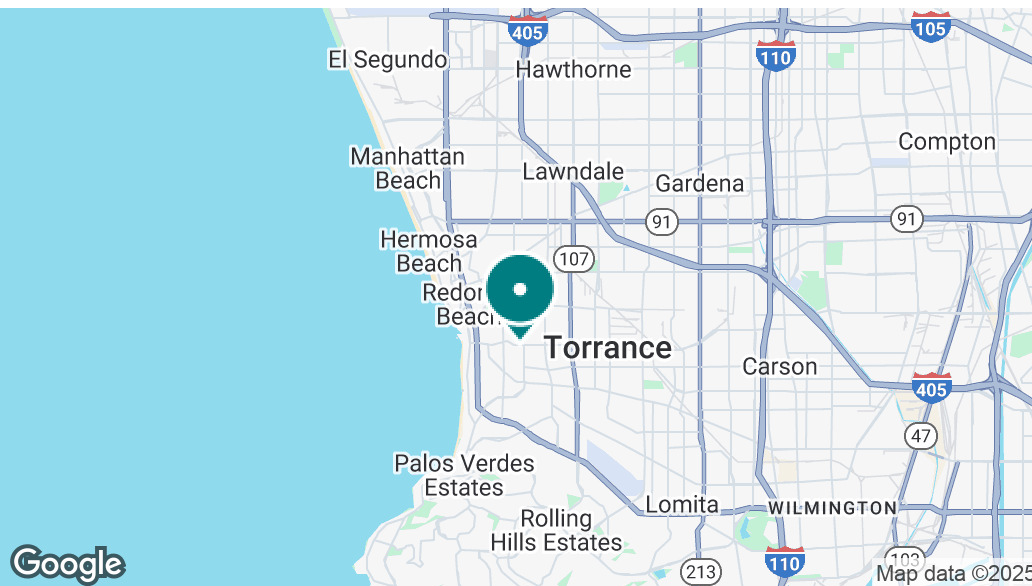 405
105
110
El Segundo
Hawthorne
Compton
Manhattan
Beach
Lawndale
Gardena
91
91
Hermosa
Beach
107
Beach
Torrance
Carson
405
47
Palos Verdes
Estates
Lomita
WILMINGTON
Rolling
Hills Estates
110
103
213
Google
Map data ©2025